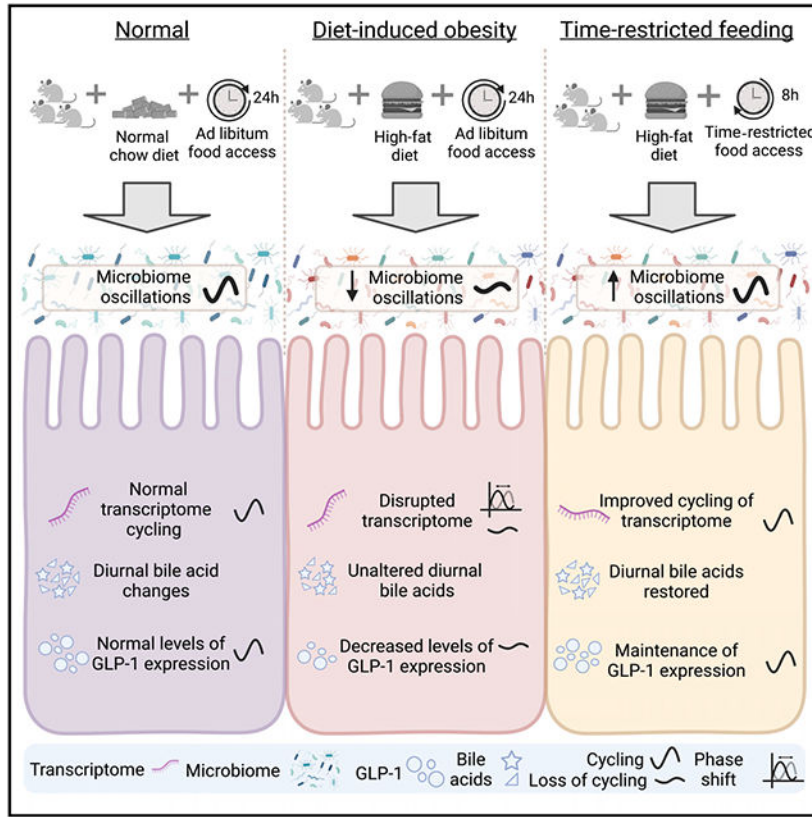 Normal
24h
Normal
chow diet
Ad libitum
food access
Microbiome
oscillations
Normal
transcriptome
cycling
Diurnal bile acid
changes
Normal levels of
GLP-1 expression
Diet-induced obesity
24h
High-fat
diet
Ad libitum
food access
Microbiome
oscillations
Disrupted
transcriptome
Unaltered diurnal
bile acids
Decreased levels of
GLP-1 expression
Time-restricted feeding
8h
High-fat
diet
Time-restricted
food access
Microbiome
oscillations
Improved cycling of
transcriptome
Diurnal bile acids
restored
Maintenance of
GLP-1 expression
Transcriptome
Microbiome
GLP-1
Bile
acids
Cycling
Loss of cycling
Phase
shift